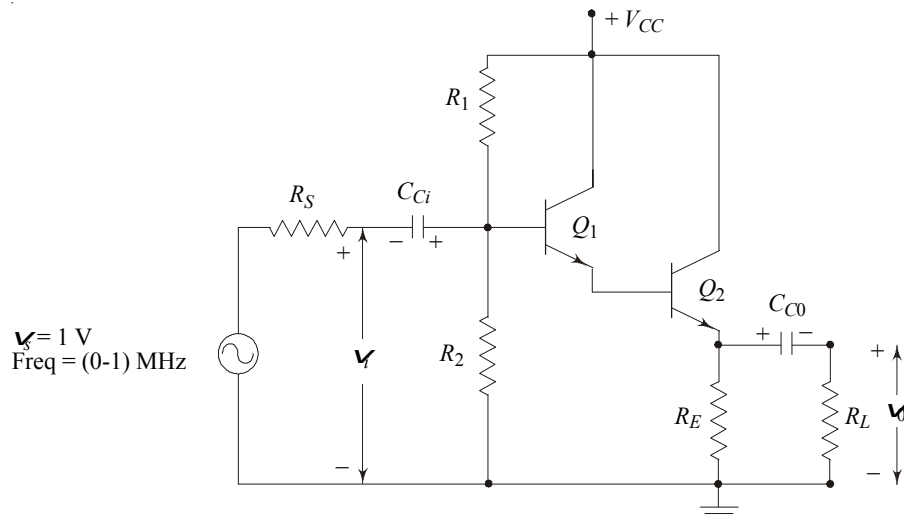 + V_CC
R_1
R_S
C_Ci
Q_1
Q_2
C_C0
+
− +
+ −
v_s = 1 V
Freq = (0-1) MHz
v_i
R_2
R_E
R_L
+
v_0
−
−